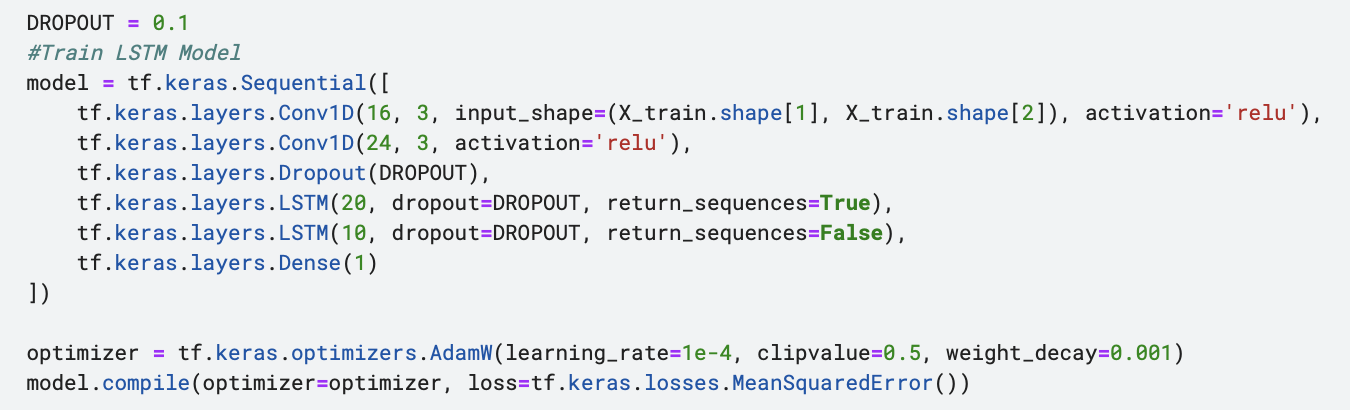 DROPOUT = 0.1
#Train LSTM Model
model = tf.keras.Sequential([
    tf.keras.layers.Conv1D(16, 3, input_shape=(X_train.shape[1], X_train.shape[2]), activation='relu'),
    tf.keras.layers.Conv1D(24, 3, activation='relu'),
    tf.keras.layers.Dropout(DROPOUT),
    tf.keras.layers.LSTM(20, dropout=DROPOUT, return_sequences=True),
    tf.keras.layers.LSTM(10, dropout=DROPOUT, return_sequences=False),
    tf.keras.layers.Dense(1)
])
optimizer = tf.keras.optimizers.AdamW(learning_rate=1e-4, clipvalue=0.5, weight_decay=0.001)
model.compile(optimizer=optimizer, loss=tf.keras.losses.MeanSquaredError())